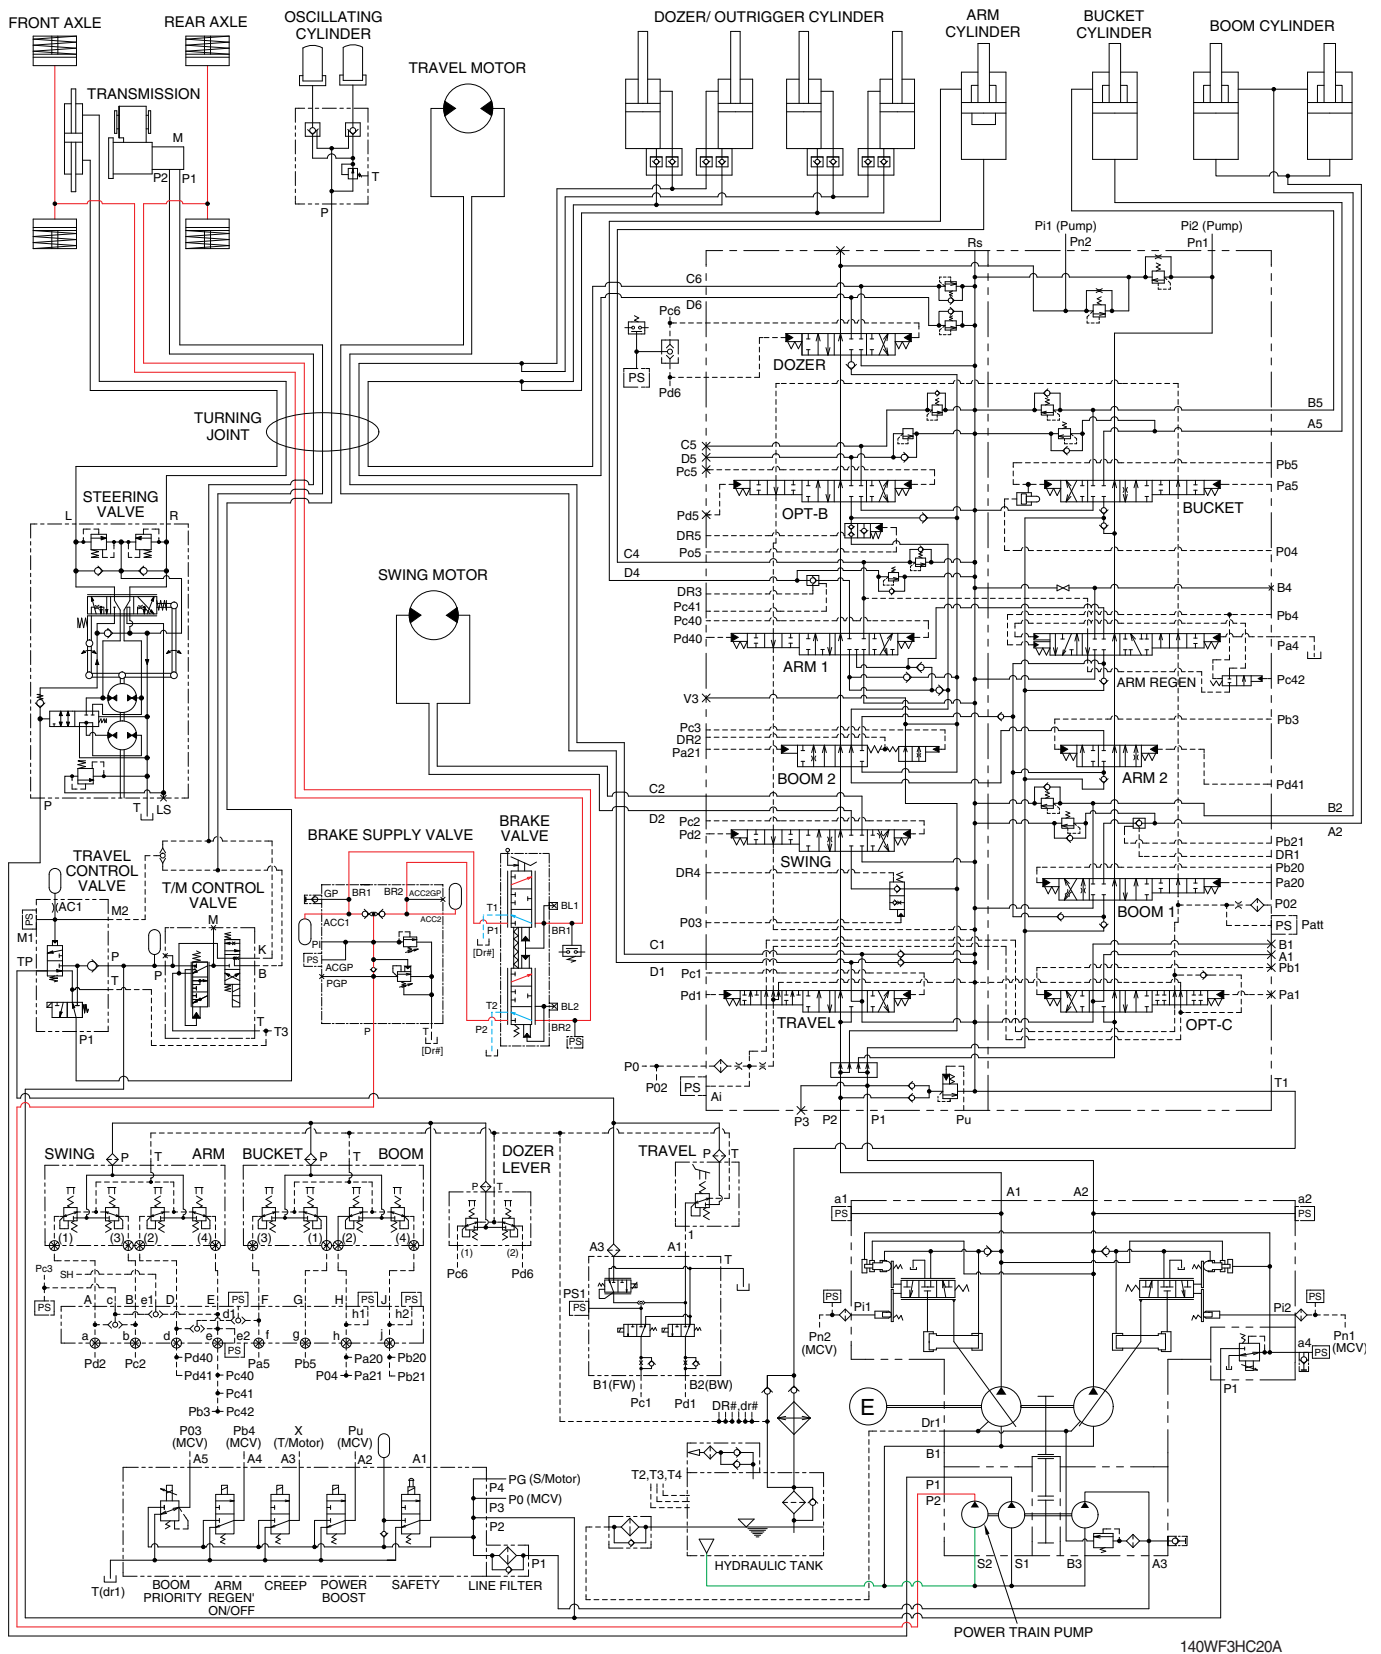 FRONT AXLE
REAR AXLE
OSCILLATING
CYLINDER
DOZER/ OUTRIGGER CYLINDER
ARM
CYLINDER
BUCKET
CYLINDER
BOOM CYLINDER
TRAVEL MOTOR
TRANSMISSION
M
P2 P1
T
P
Pi1 (Pump)
Pn2
Pi2 (Pump)
Pn1
Rs
C6
D6
Pc6
PS
Pd6
DOZER
TURNING
JOINT
B5
A5
C5
D5
Pc5
Pb5
Pa5
Pd5
OPT-B
BUCKET
STEERING
VALVE
L
R
DR5
Po5
P04
C4
D4
SWING MOTOR
DR3
Pc41
B4
Pc40
Pb4
Pd40
ARM 1
Pa4
ARM REGEN
Pc42
V3
Pc3
DR2
Pa21
Pb3
BOOM 2
ARM 2
Pd41
P
T
LS
C2
D2
B2
A2
Pc2
Pd2
SWING
Pb21
DR1
Pb20
Pa20
BOOM 1
DR4
P03
P02
PS Patt
BRAKE SUPPLY VALVE
BRAKE
VALVE
TRAVEL
CONTROL
VALVE
T/M CONTROL
VALVE
AC1
PS
M1
M2
M
TP
P
T
P
K
B
T
T3
P1
GP
BR1
BR2
ACC2GP
ACC1
ACC2
Pi
PS
ACGP
PGP
P
T
[Dr#]
T1
P1
[Dr#]
BL1
BR1
T2
P2
BL2
BR2
PS
C1
D1
B1
A1
Pb1
Pc1
Pd1
TRAVEL
Pa1
OPT-C
P0
P02
PS
Ai
T1
P3
P2
P1
Pu
SWING
P
T
ARM
BUCKET
P
T
BOOM
DOZER
LEVER
TRAVEL
P
T
(1)
(3)
(2)
(4)
(3)
(1)
(2)
(4)
P
T
(1)
(2)
Pc6
Pd6
1
A3
A1
T
PS1
PS
B1(FW)
B2(BW)
Pc1
Pd1
Pc3
SH
PS
A
c
B
e1
D
E
d1
PS
F
G
H
PS
h1
J
PS
h2
a
b
d
e
e2
PS
f
g
h
j
Pd2
Pc2
Pd40
Pd41
Pc40
Pc41
Pb3
Pc42
Pa5
Pb5
Pa20
P04
Pa21
Pb20
Pb21
a1
PS
A1
A2
a2
PS
PS
Pi1
Pn2
(MCV)
PS
Pi2
Pn1
(MCV)
a4
PS
P1
E
Dr1
B1
P1
P2
S2
S1
B3
A3
POWER TRAIN PUMP
DR#,dr#
T2,T3,T4
HYDRAULIC TANK
P03
(MCV)
Pb4
(MCV)
X
(T/Motor)
Pu
(MCV)
A5
A4
A3
A2
A1
PG (S/Motor)
P4
P0 (MCV)
P3
P2
P1
T(dr1)
BOOM
PRIORITY
ARM
REGEN'
ON/OFF
CREEP
POWER
BOOST
SAFETY
LINE FILTER
140WF3HC20A